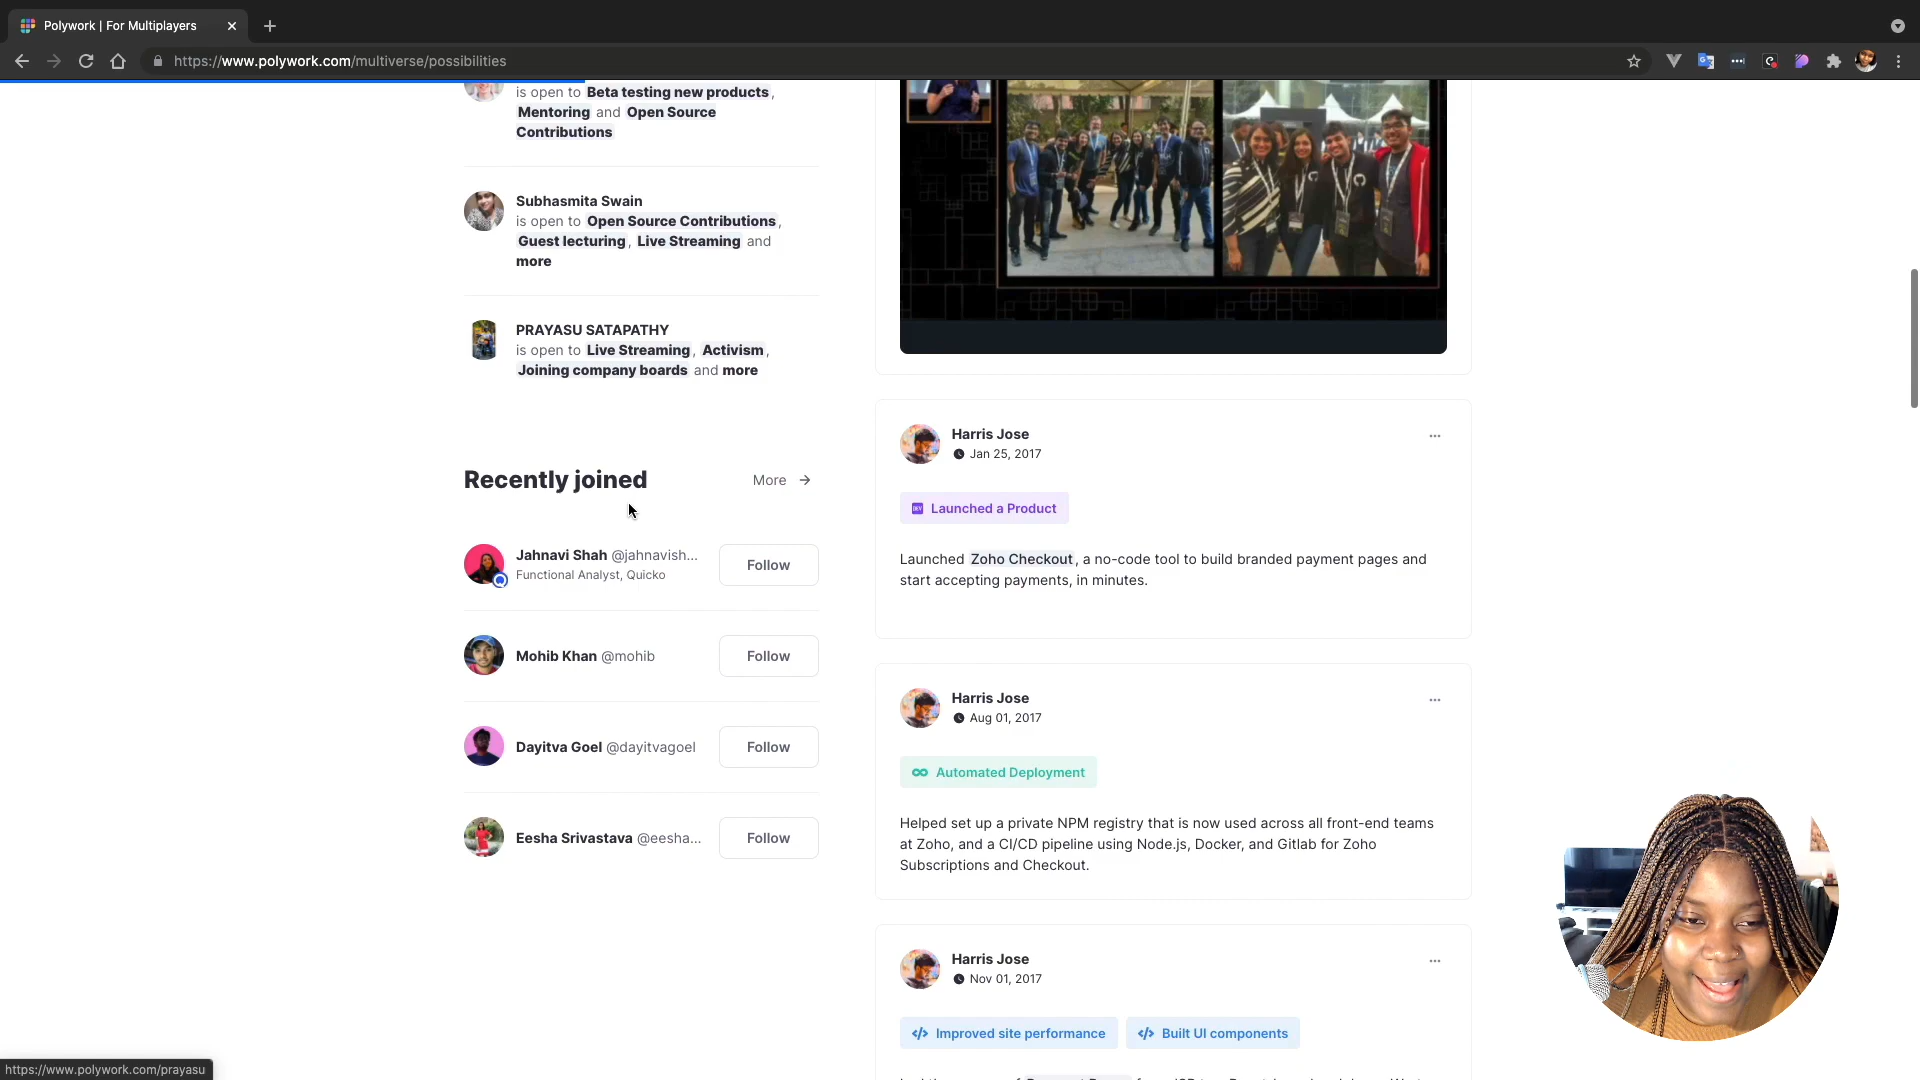 Polywork | For Multiplayers
https://www.polywork.com/multiverse/possibilities
is open to Beta testing new products,
Mentoring and Open Source
Contributions
Subhasmita Swain
is open to Open Source Contributions,
Guest lecturing, Live Streaming and
more
PRAYASU SATAPATHY
is open to Live Streaming, Activism,
Joining company boards and more
Recently joined
More →
Jahnavi Shah @jahnavish...
Functional Analyst, Quicko
Follow
Mohib Khan @mohib
Follow
Dayitva Goel @dayitvagoel
Follow
Eesha Srivastava @eesha...
Follow
Harris Jose
Jan 25, 2017
Launched a Product
Launched Zoho Checkout, a no-code tool to build branded payment pages and
start accepting payments, in minutes.
Harris Jose
Aug 01, 2017
Automated Deployment
Helped set up a private NPM registry that is now used across all front-end teams
at Zoho, and a CI/CD pipeline using Node.js, Docker, and Gitlab for Zoho
Subscriptions and Checkout.
Harris Jose
Nov 01, 2017
Improved site performance
Built UI components
https://www.polywork.com/prayasu